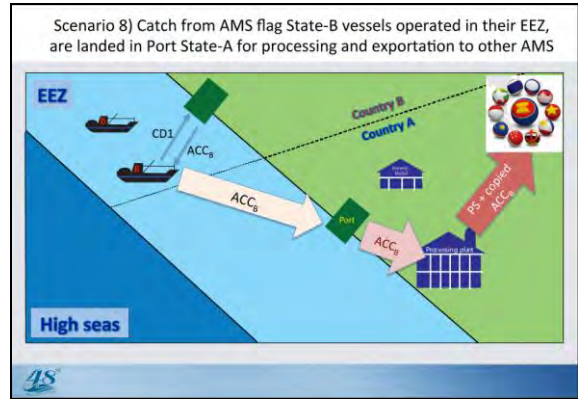 Scenario 8) Catch from AMS flag State-B vessels operated in their EEZ,
are landed in Port State-A for processing and exportation to other AMS
EEZ
CD1
ACCB
Country B
Country A
ACCB
Port
ACCB
Processing plant
PS + copied
ACCB
High seas
48